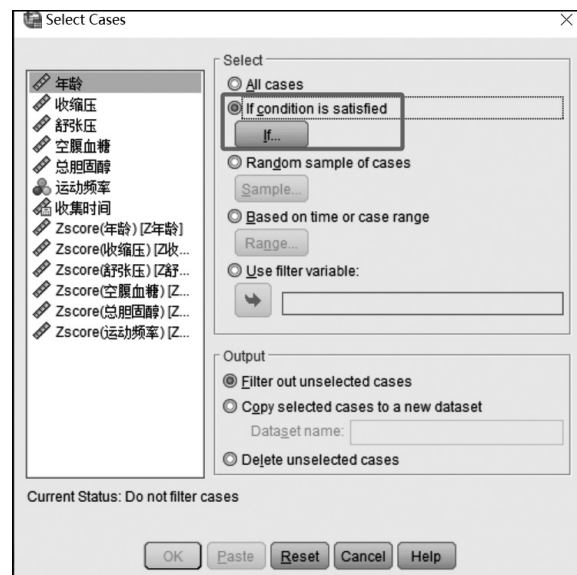 Select Cases
年龄
收缩压
舒张压
空腹血糖
总胆固醇
运动频率
收集时间
Zscore(年龄) [Z年龄]
Zscore(收缩压) [Z收...
Zscore(舒张压) [Z舒...
Zscore(空腹血糖) [Z...
Zscore(总胆固醇) [Z...
Zscore(运动频率) [Z...
Select
All cases
If condition is satisfied
If...
Random sample of cases
Sample...
Based on time or case range
Range...
Use filter variable:
Output
Filter out unselected cases
Copy selected cases to a new dataset
Dataset name:
Delete unselected cases
Current Status: Do not filter cases
OK Paste Reset Cancel Help